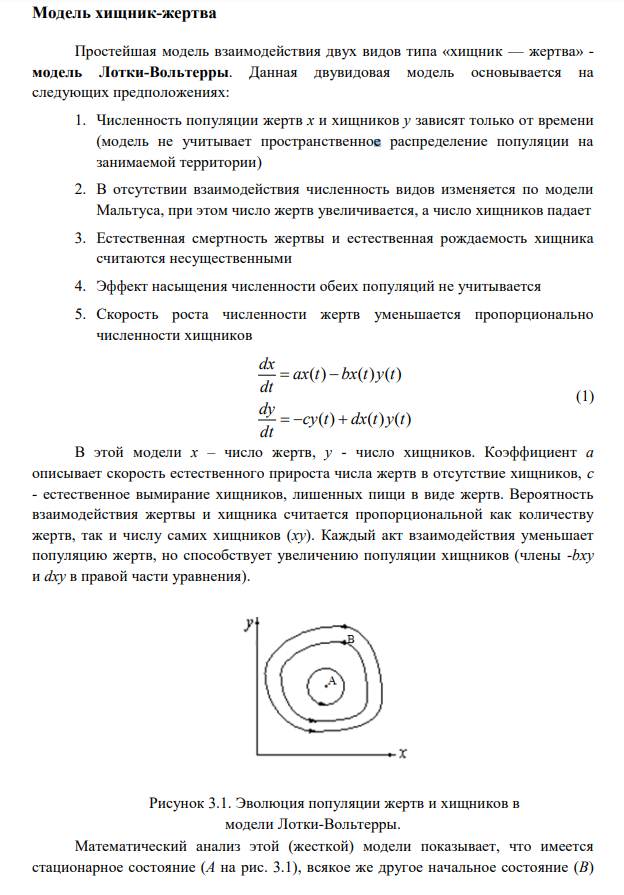 Модель хищник-жертва
Простейшая модель взаимодействия двух видов типа «хищник — жертва» -
модель Лотки-Вольтерры. Данная двувидовая модель основывается на
следующих предположениях:
1. Численность популяции жертв x и хищников y зависят только от времени
(модель не учитывает пространственное распределение популяции на
занимаемой территории)
2. В отсутствии взаимодействия численность видов изменяется по модели
Мальтуса, при этом число жертв увеличивается, а число хищников падает
3. Естественная смертность жертвы и естественная рождаемость хищника
считаются несущественными
4. Эффект насыщения численности обеих популяций не учитывается
5. Скорость роста численности жертв уменьшается пропорционально
численности хищников
dx/dt = ax(t) − bx(t)y(t)
dy/dt = −cy(t) + dx(t)y(t)
(1)
В этой модели x – число жертв, y - число хищников. Коэффициент a
описывает скорость естественного прироста числа жертв в отсутствие хищников, c
- естественное вымирание хищников, лишенных пищи в виде жертв. Вероятность
взаимодействия жертвы и хищника считается пропорциональной как количеству
жертв, так и числу самих хищников (xy). Каждый акт взаимодействия уменьшает
популяцию жертв, но способствует увеличению популяции хищников (члены -bxy
и dxy в правой части уравнения).
y
B
A
x
Рисунок 3.1. Эволюция популяции жертв и хищников в
модели Лотки-Вольтерры.
Математический анализ этой (жесткой) модели показывает, что имеется
стационарное состояние (A на рис. 3.1), всякое же другое начальное состояние (B)